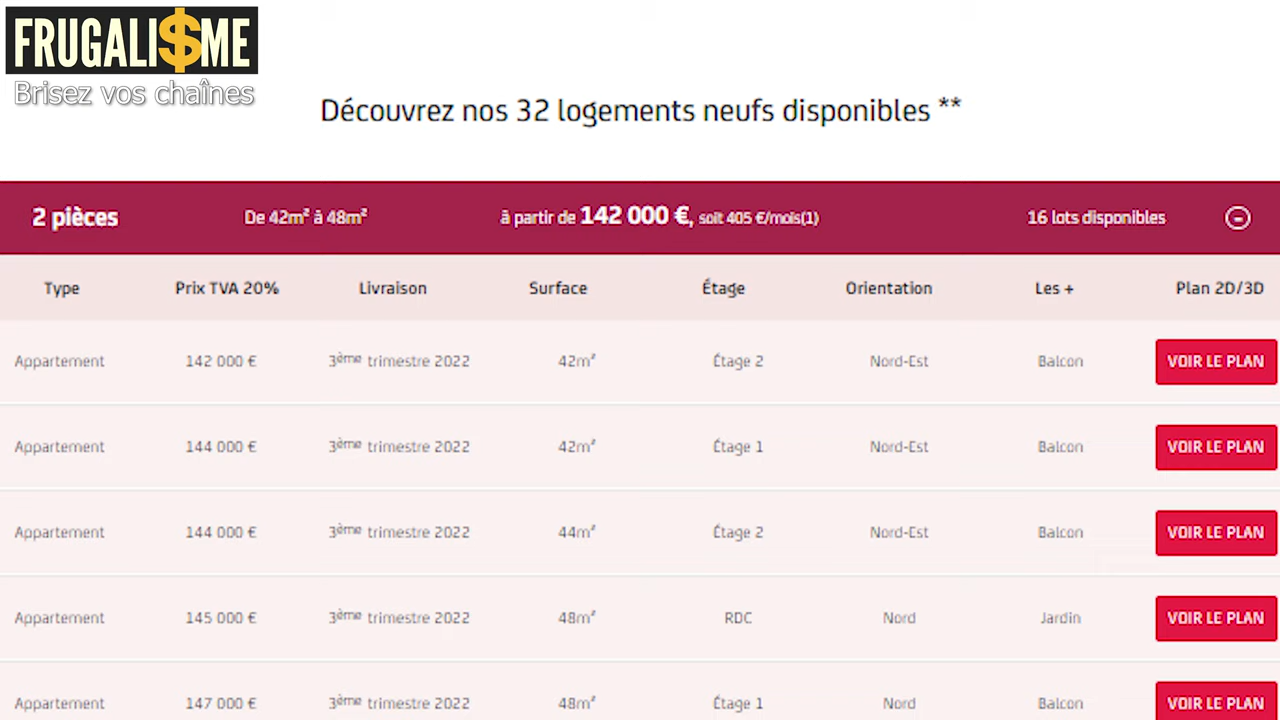 FRUGALI$ME
Brisez vos chaînes
Découvrez nos 32 logements neufs disponibles **
2 pièces De 42m² à 48m² à partir de 142 000 €, soit 405 €/mois(1) 16 lots disponibles
Type Prix TVA 20% Livraison Surface Étage Orientation Les + Plan 2D/3D
Appartement 142 000 € 3ème trimestre 2022 42m² Étage 2 Nord-Est Balcon VOIR LE PLAN
Appartement 144 000 € 3ème trimestre 2022 42m² Étage 1 Nord-Est Balcon VOIR LE PLAN
Appartement 144 000 € 3ème trimestre 2022 44m² Étage 2 Nord-Est Balcon VOIR LE PLAN
Appartement 145 000 € 3ème trimestre 2022 48m² RDC Nord Jardin VOIR LE PLAN
Appartement 147 000 € 3ème trimestre 2022 48m² Étage 1 Nord Balcon VOIR LE PLAN